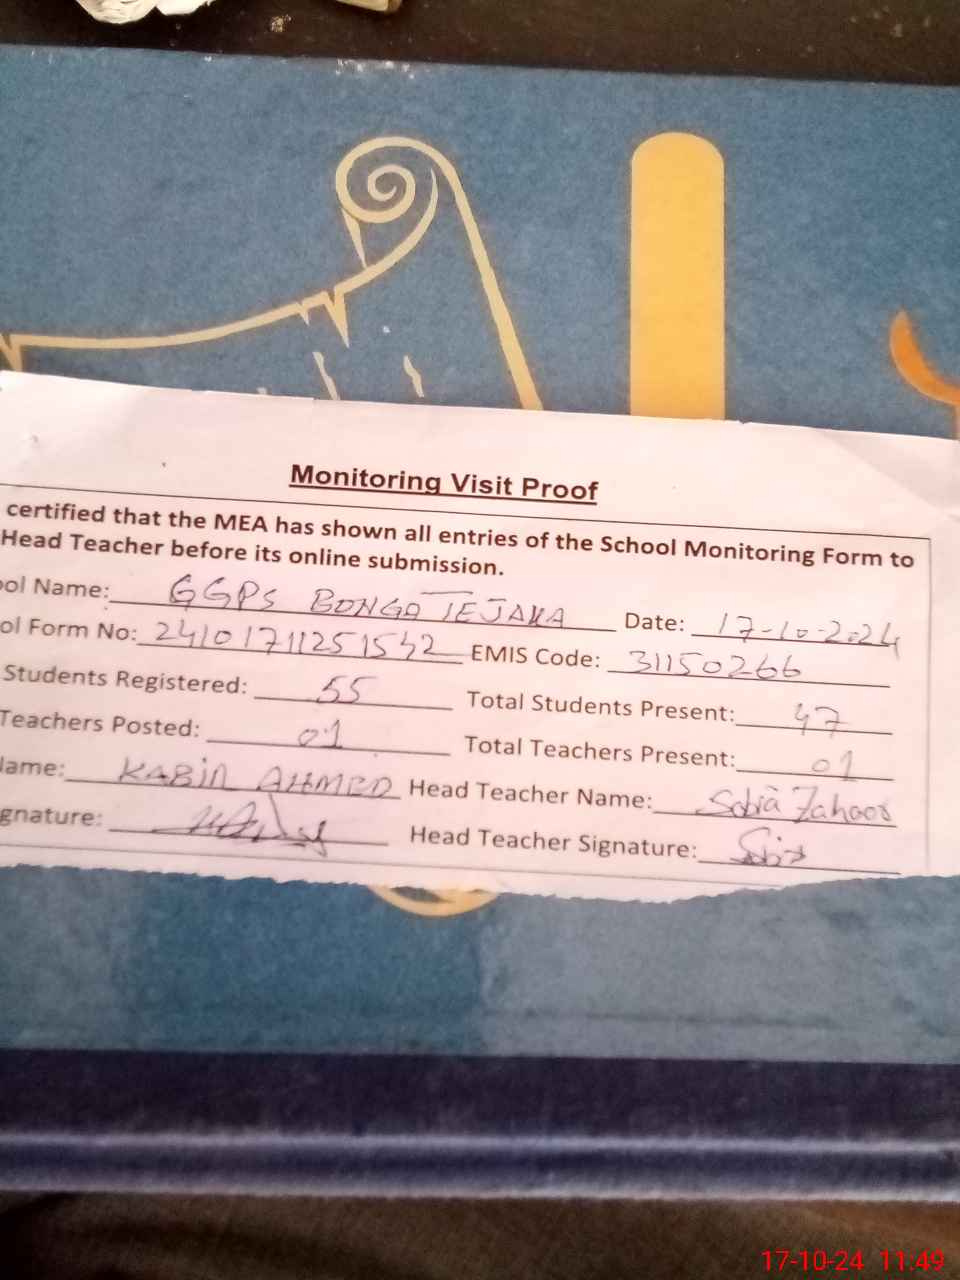 Monitoring Visit Proof
certified that the MEA has shown all entries of the School Monitoring Form to
Head Teacher before its online submission.
ool Name: GGPS BONGA TEJAKA Date: 17-10-2024
ol Form No: 24101711251542 EMIS Code: 31150266
Students Registered: 55 Total Students Present: 47
Teachers Posted: 01 Total Teachers Present: 01
lame: KABIR AHMED Head Teacher Name: Sobia Zahoor
gnature: Head Teacher Signature: Sobia
17-10-24 11.49